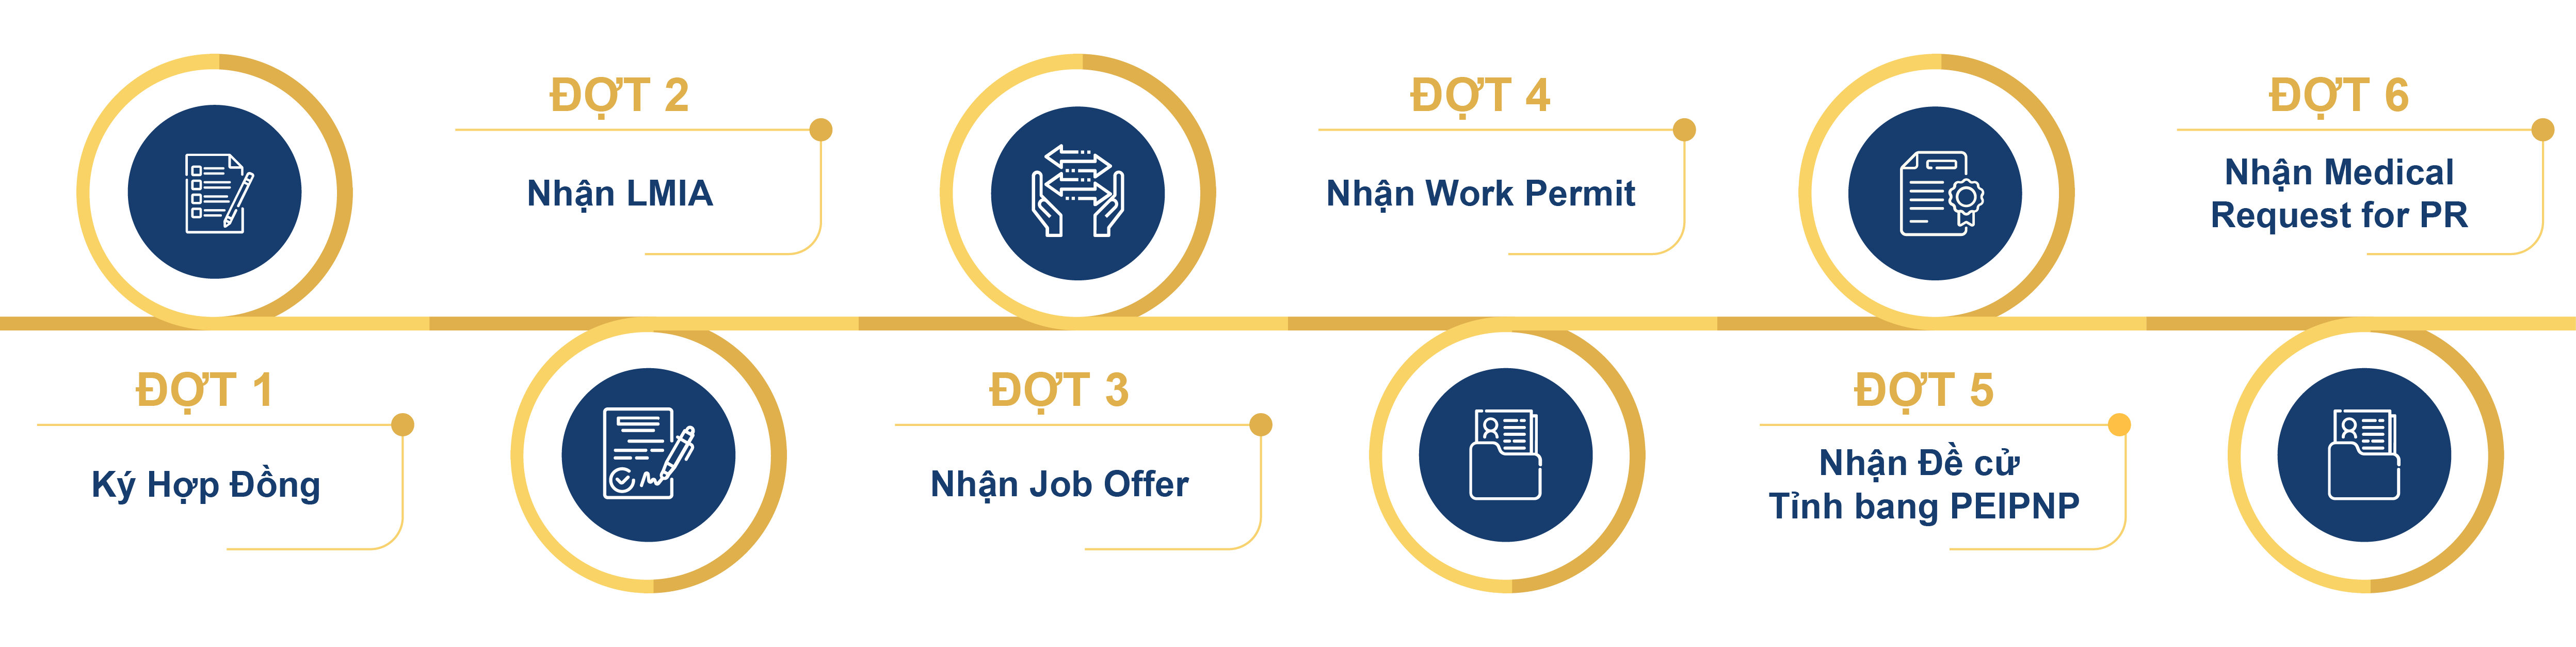 ĐỢT 1
Ký Hợp Đồng
ĐỢT 2
Nhận LMIA
ĐỢT 3
Nhận Job Offer
ĐỢT 4
Nhận Work Permit
ĐỢT 5
Nhận Đề cử
Tỉnh bang PEIPNP
ĐỢT 6
Nhận Medical
Request for PR